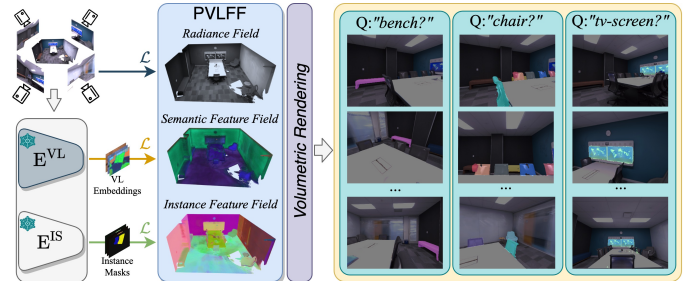 PVLFF
Radiance Field
ℒ
Semantic Feature Field
E^VL
ℒ
VL
Embeddings
Instance Feature Field
E^IS
ℒ
Instance
Masks
Volumetric Rendering
Q:"bench?"
Q:"chair?"
Q:"tv-screen?"
...
...
...